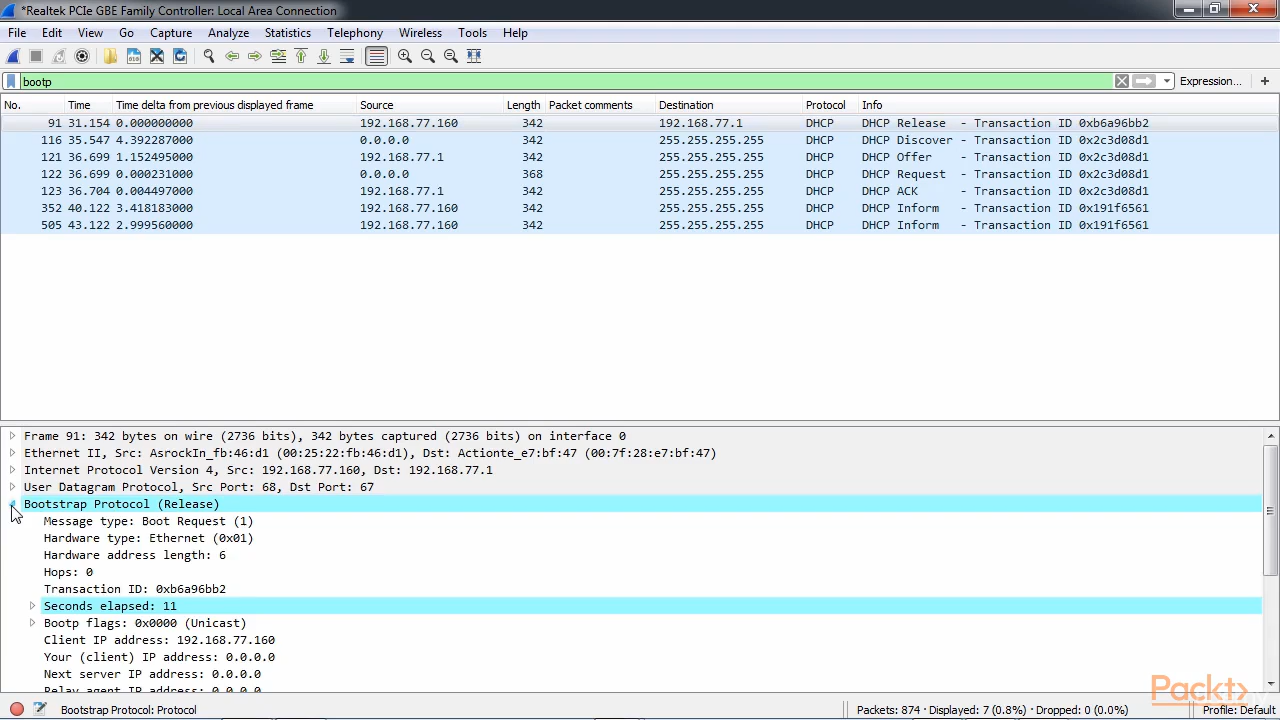 *Realtek PCIe GBE Family Controller: Local Area Connection
File Edit View Go Capture Analyze Statistics Telephony Wireless Tools Help
bootp Expression... +
No. Time Time delta from previous displayed frame Source Length Packet comments Destination Protocol Info
91 31.154 0.000000000 192.168.77.160 342 192.168.77.1 DHCP DHCP Release - Transaction ID 0xb6a96bb2
116 35.547 4.392287000 0.0.0.0 342 255.255.255.255 DHCP DHCP Discover - Transaction ID 0x2c3d08d1
121 36.699 1.152495000 192.168.77.1 342 255.255.255.255 DHCP DHCP Offer - Transaction ID 0x2c3d08d1
122 36.699 0.000231000 0.0.0.0 368 255.255.255.255 DHCP DHCP Request - Transaction ID 0x2c3d08d1
123 36.704 0.004497000 192.168.77.1 342 255.255.255.255 DHCP DHCP ACK - Transaction ID 0x2c3d08d1
352 40.122 3.418183000 192.168.77.160 342 255.255.255.255 DHCP DHCP Inform - Transaction ID 0x191f6561
505 43.122 2.999560000 192.168.77.160 342 255.255.255.255 DHCP DHCP Inform - Transaction ID 0x191f6561
Frame 91: 342 bytes on wire (2736 bits), 342 bytes captured (2736 bits) on interface 0
Ethernet II, Src: AsrockIn_fb:46:d1 (00:25:22:fb:46:d1), Dst: Actionte_e7:bf:47 (00:7f:28:e7:bf:47)
Internet Protocol Version 4, Src: 192.168.77.160, Dst: 192.168.77.1
User Datagram Protocol, Src Port: 68, Dst Port: 67
Bootstrap Protocol (Release)
Message type: Boot Request (1)
Hardware type: Ethernet (0x01)
Hardware address length: 6
Hops: 0
Transaction ID: 0xb6a96bb2
Seconds elapsed: 11
Bootp flags: 0x0000 (Unicast)
Client IP address: 192.168.77.160
Your (client) IP address: 0.0.0.0
Next server IP address: 0.0.0.0
Relay agent IP address: 0.0.0.0
Packt
Bootstrap Protocol: Protocol Packets: 874 · Displayed: 7 (0.8%) · Dropped: 0 (0.0%) Profile: Default